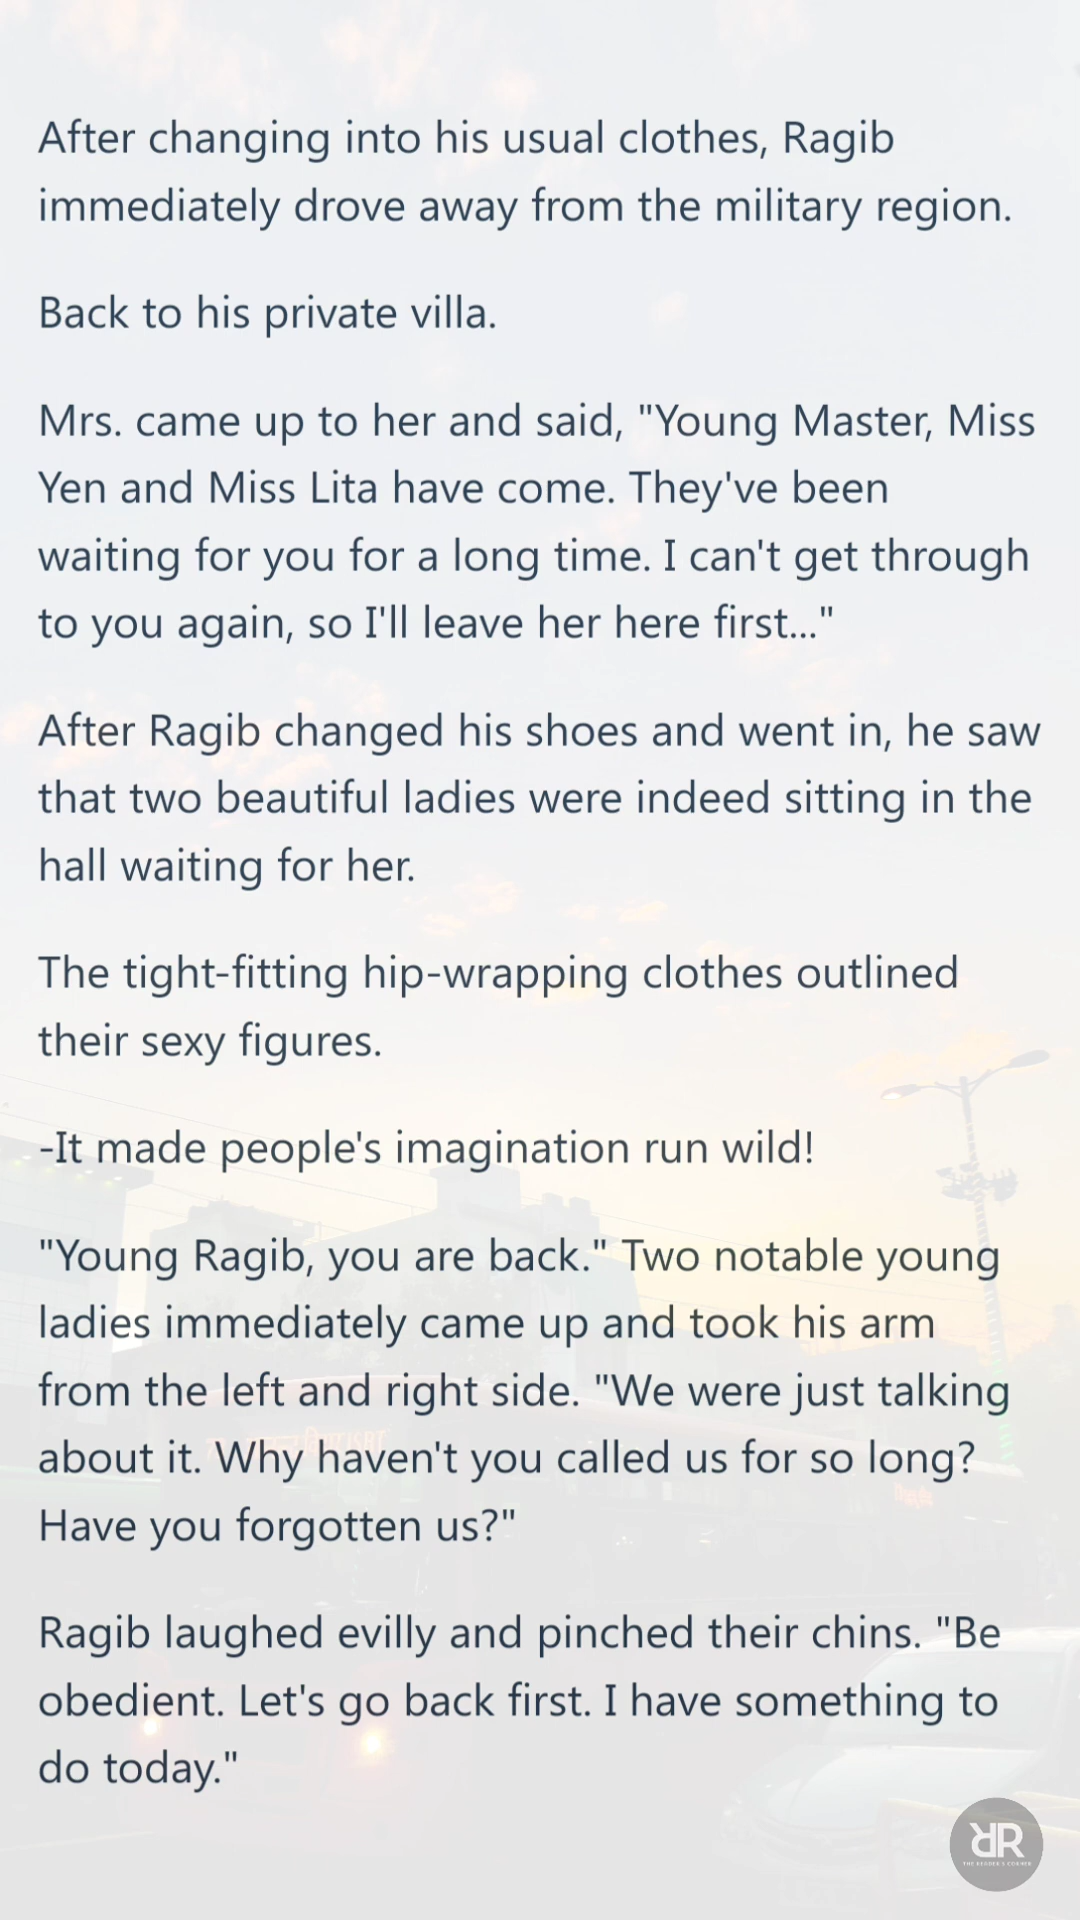 After changing into his usual clothes, Ragib
immediately drove away from the military region.
Back to his private villa.
Mrs. came up to her and said, "Young Master, Miss
Yen and Miss Lita have come. They've been
waiting for you for a long time. I can't get through
to you again, so I'll leave her here first..."
After Ragib changed his shoes and went in, he saw
that two beautiful ladies were indeed sitting in the
hall waiting for her.
The tight-fitting hip-wrapping clothes outlined
their sexy figures.
-It made people's imagination run wild!
"Young Ragib, you are back." Two notable young
ladies immediately came up and took his arm
from the left and right side. "We were just talking
about it. Why haven't you called us for so long?
Have you forgotten us?"
Ragib laughed evilly and pinched their chins. "Be
obedient. Let's go back first. I have something to
do today."
RR
THE READER'S CORNER